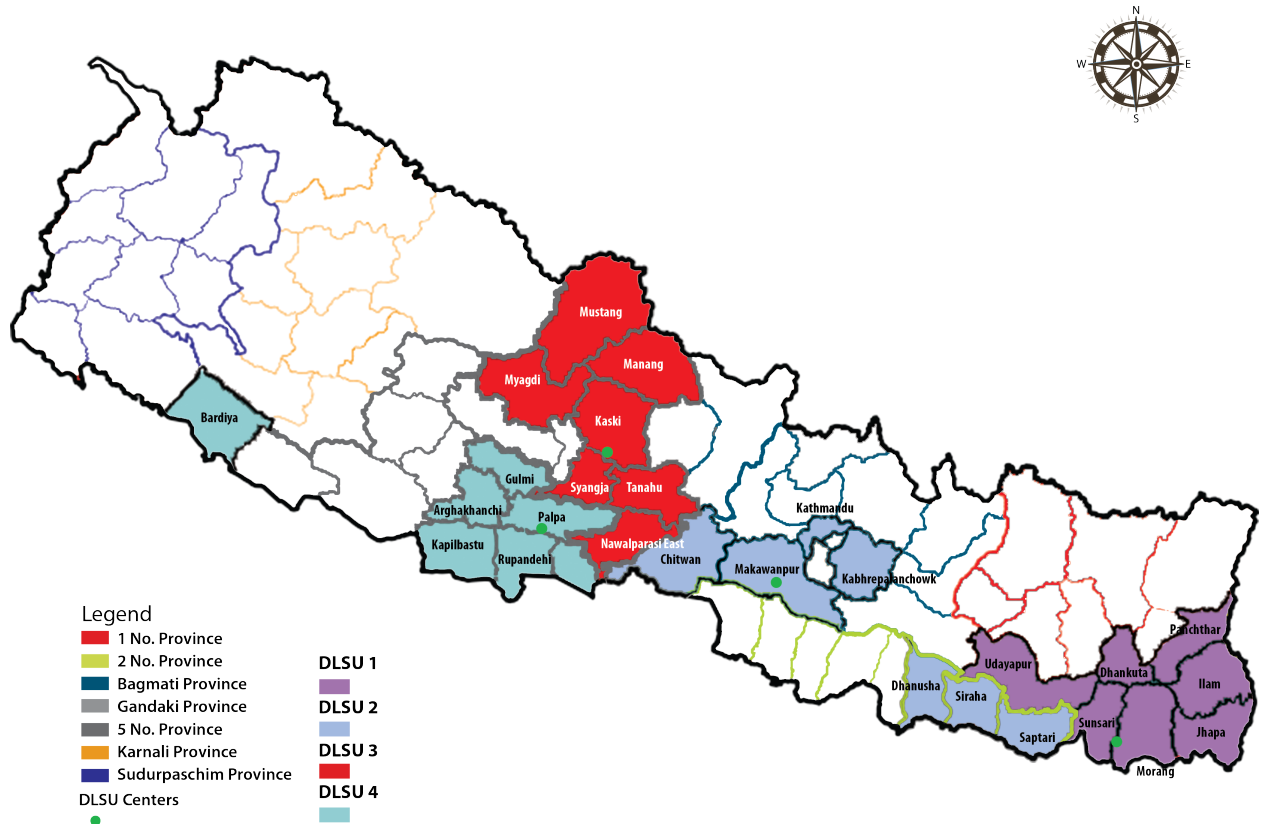 N
W
E
S
Mustang
Manang
Myagdi
Kaski
Bardiya
Gulmi
Syangja
Tanahu
Arghakhanchi
Palpa
Kathmandu
Kapilbastu
Rupandehi
Nawalparasi East
Chitwan
Makawanpur
Kabhrepalanchowk
Panchthar
Udayapur
Dhankuta
Ilam
Dhanusha
Siraha
Sunsari
Jhapa
Saptari
Morang
Legend
1 No. Province
2 No. Province
Bagmati Province
Gandaki Province
5 No. Province
Karnali Province
Sudurpaschim Province
DLSU Centers
DLSU 1
DLSU 2
DLSU 3
DLSU 4